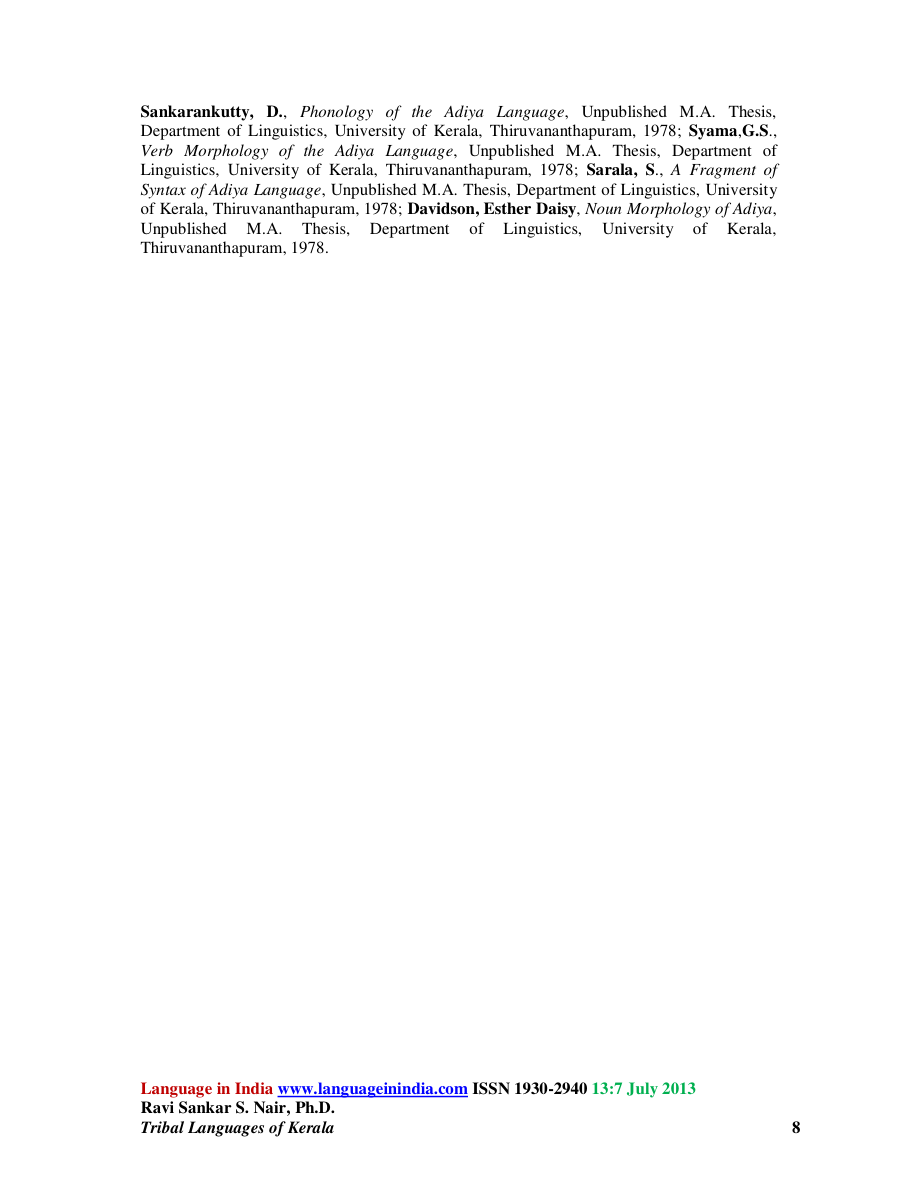 Sankarankutty, D., Phonology of the Adiya Language, Unpublished M.A. Thesis,
Department of Linguistics, University of Kerala, Thiruvananthapuram, 1978; Syama,G.S.,
Verb Morphology of the Adiya Language, Unpublished M.A. Thesis, Department of
Linguistics, University of Kerala, Thiruvananthapuram, 1978; Sarala, S., A Fragment of
Syntax of Adiya Language, Unpublished M.A. Thesis, Department of Linguistics, University
of Kerala, Thiruvananthapuram, 1978; Davidson, Esther Daisy, Noun Morphology of Adiya,
Unpublished M.A. Thesis, Department of Linguistics, University of Kerala,
Thiruvananthapuram, 1978.
Language in India www.languageinindia.com ISSN 1930-2940 13:7 July 2013
Ravi Sankar S. Nair, Ph.D.
Tribal Languages of Kerala 8